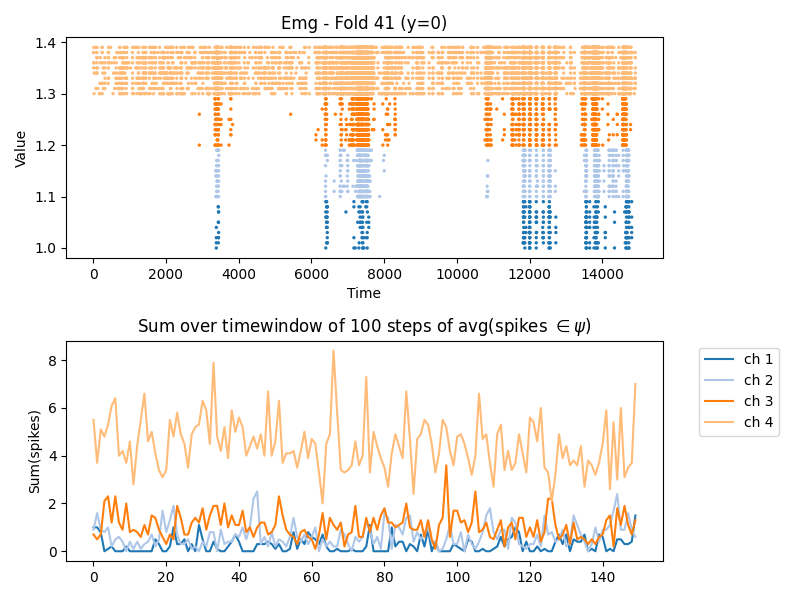 Emg - Fold 41 (y=0)
1.4
1.3
1.2
1.1
1.0
Value
0 2000 4000 6000 8000 10000 12000 14000
Time
Sum over timewindow of 100 steps of avg(spikes ∈ ψ)
8
6
4
2
0
Sum(spikes)
0 20 40 60 80 100 120 140
ch 1
ch 2
ch 3
ch 4